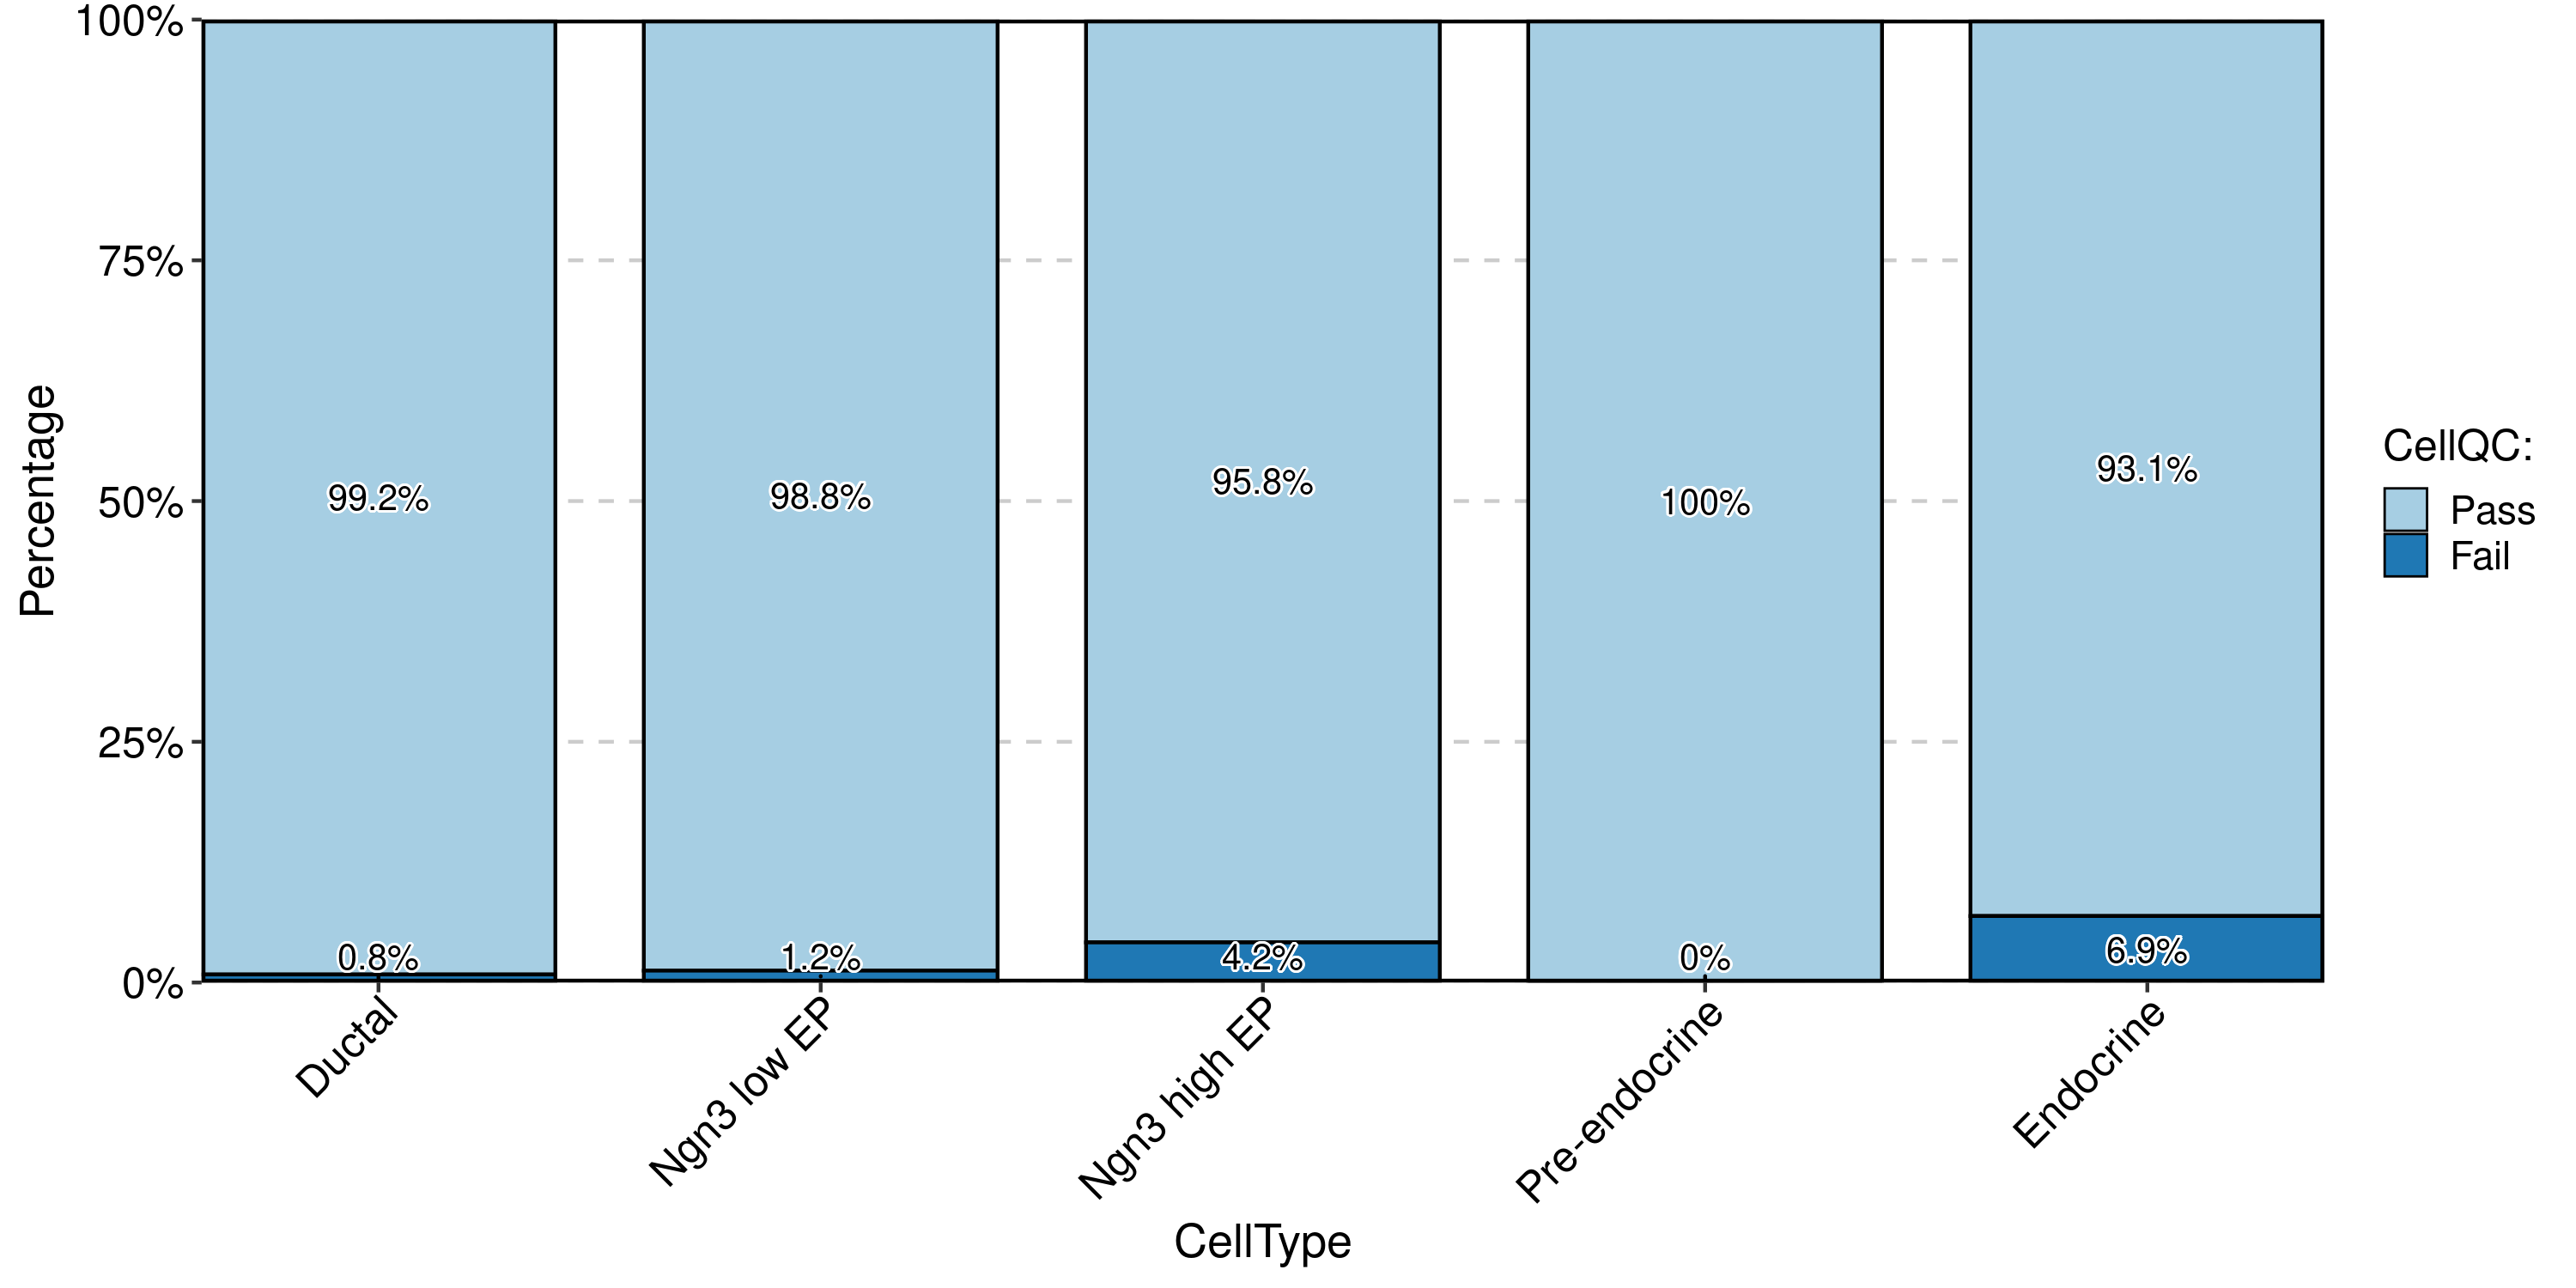 Percentage
100%
75%
50%
25%
0%
99.2%
98.8%
95.8%
100%
93.1%
0.8%
1.2%
4.2%
0%
6.9%
Ductal
Ngn3 low EP
Ngn3 high EP
Pre-endocrine
Endocrine
CellType
CellQC:
Pass
Fail